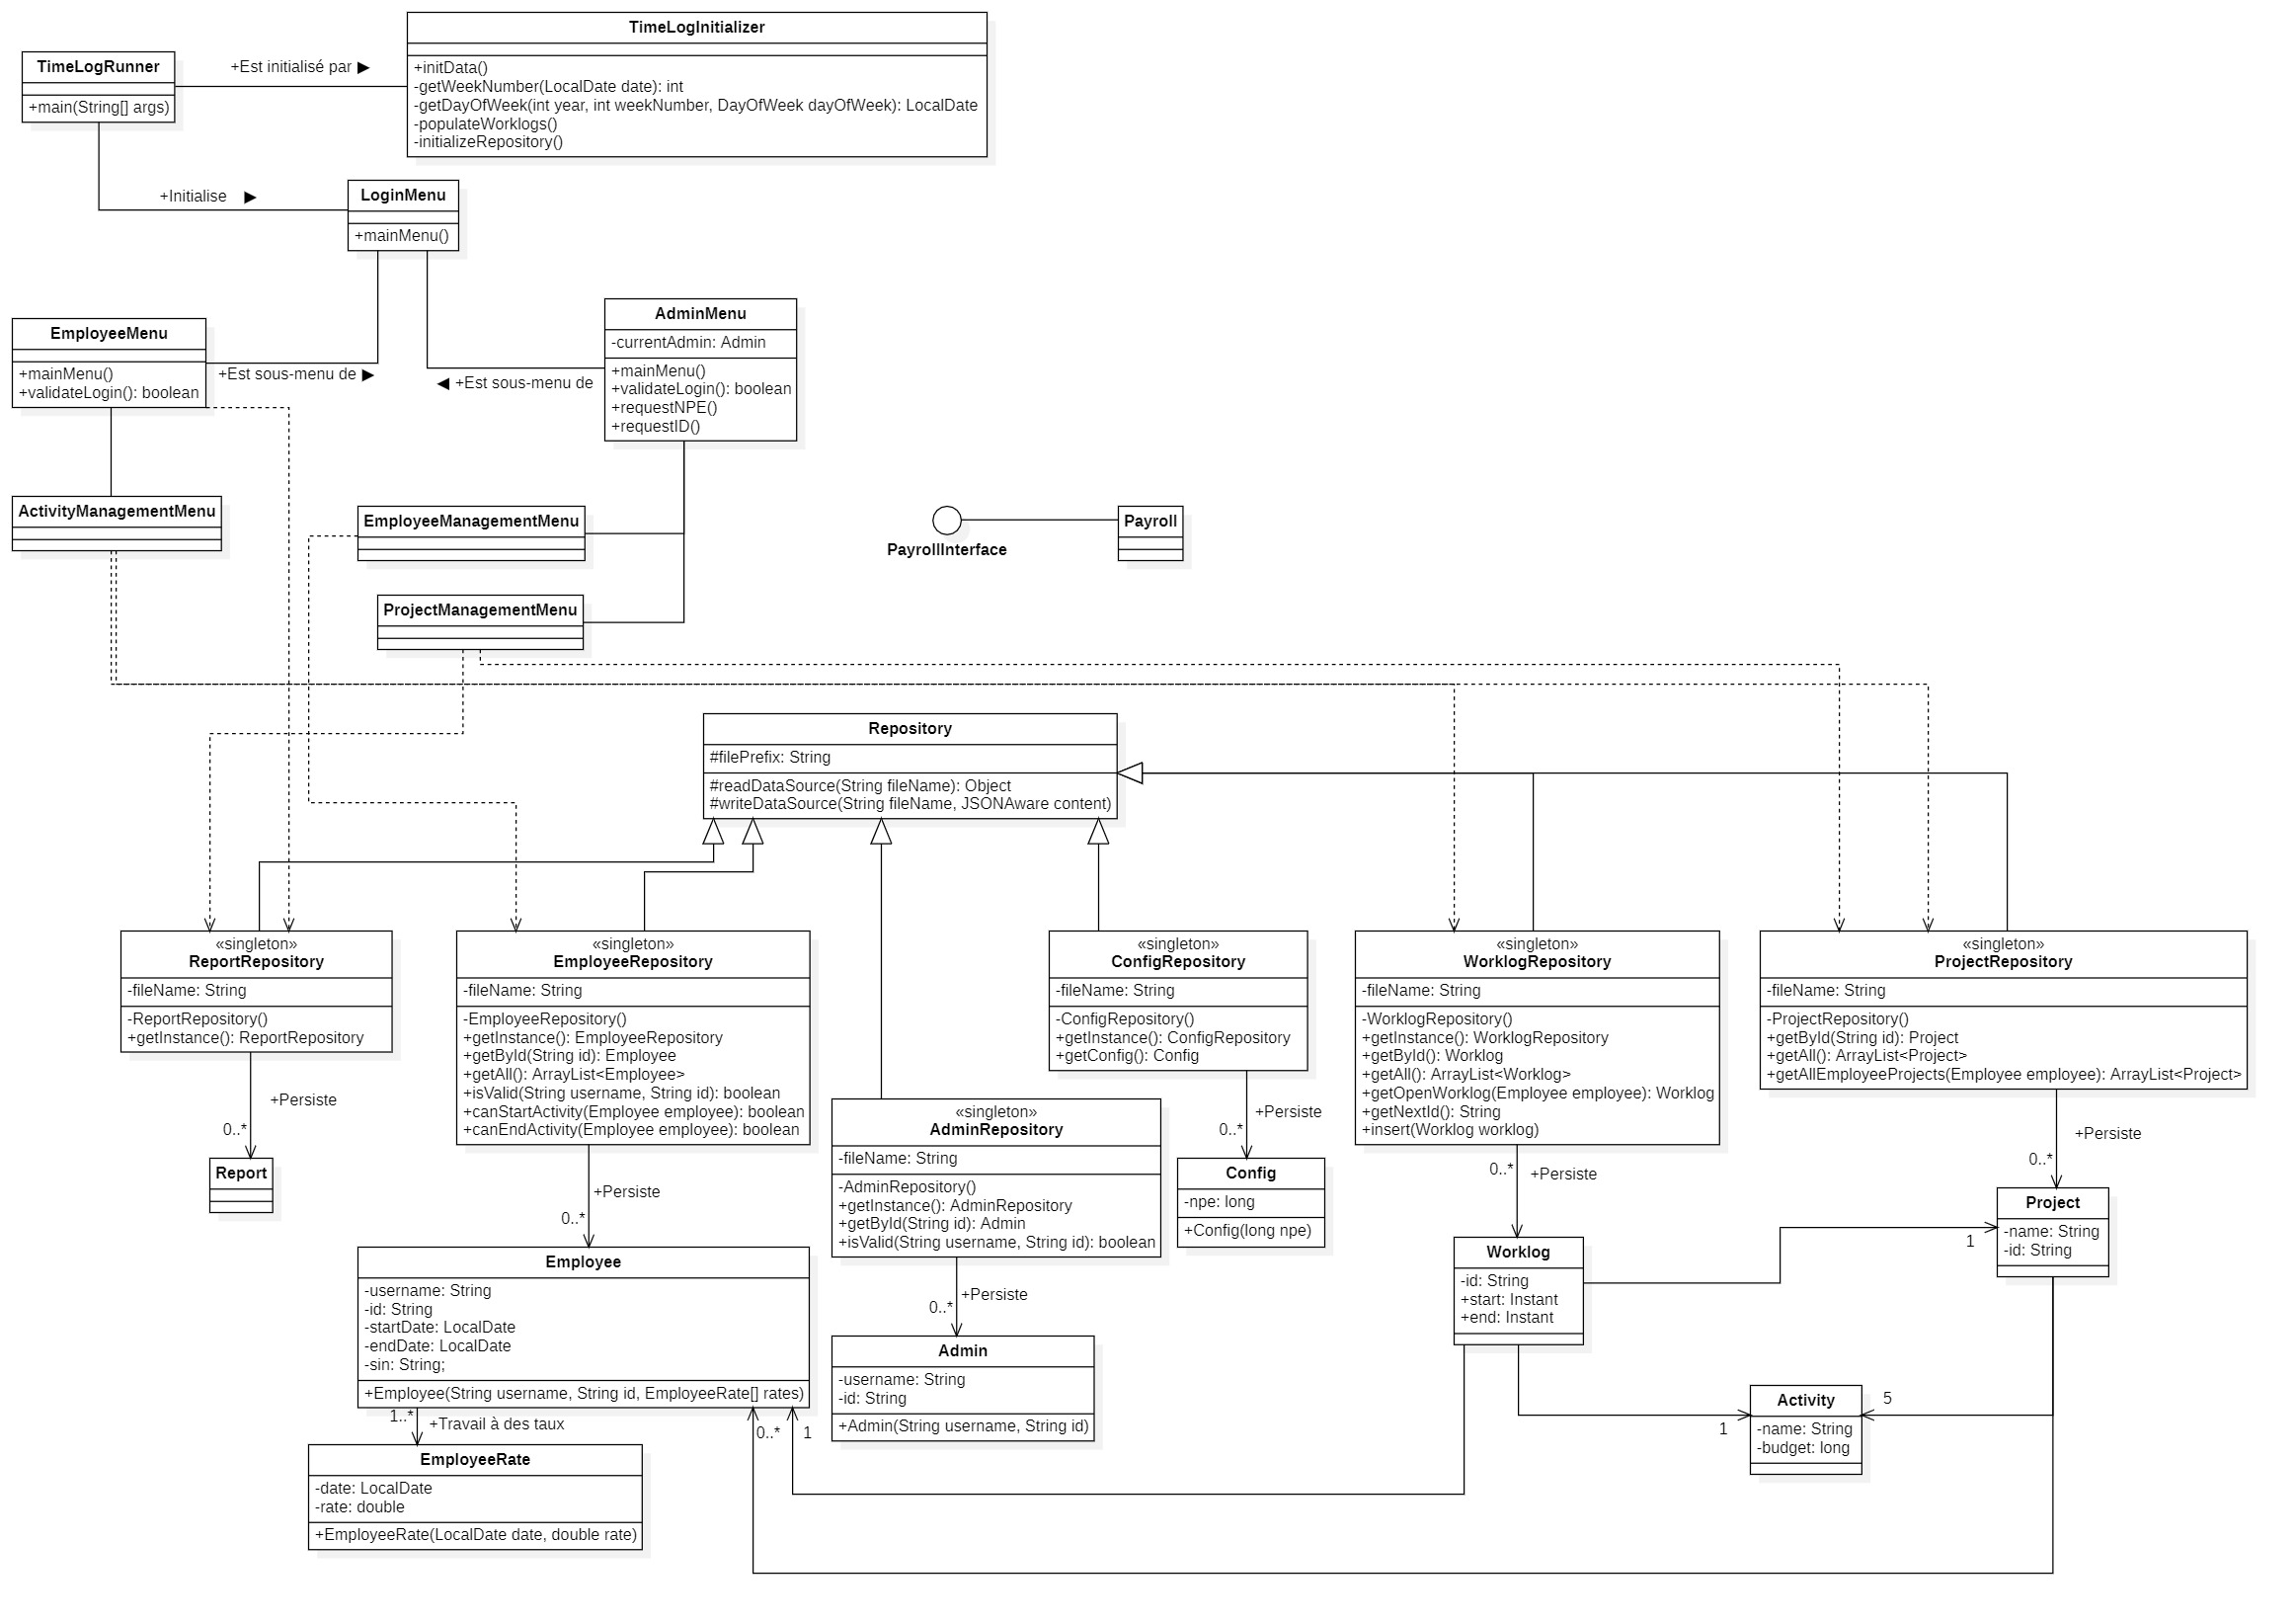 TimeLogInitializer
+initData()
-getWeekNumber(LocalDate date): int
-getDayOfWeek(int year, int weekNumber, DayOfWeek dayOfWeek): LocalDate
-populateWorklogs()
-initializeRepository()
TimeLogRunner
+main(String[] args)
+Est initialisé par ▶
+Initialise ▶
LoginMenu
+mainMenu()
EmployeeMenu
+mainMenu()
+validateLogin(): boolean
+Est sous-menu de ▶
◀ +Est sous-menu de
AdminMenu
-currentAdmin: Admin
+mainMenu()
+validateLogin(): boolean
+requestNPE()
+requestID()
ActivityManagementMenu
EmployeeManagementMenu
ProjectManagementMenu
PayrollInterface
Payroll
Repository
#filePrefix: String
#readDataSource(String fileName): Object
#writeDataSource(String fileName, JSONAware content)
«singleton»
ReportRepository
-fileName: String
-ReportRepository()
+getInstance(): ReportRepository
+Persiste
0..*
Report
«singleton»
EmployeeRepository
-fileName: String
-EmployeeRepository()
+getInstance(): EmployeeRepository
+getById(String id): Employee
+getAll(): ArrayList<Employee>
+isValid(String username, String id): boolean
+canStartActivity(Employee employee): boolean
+canEndActivity(Employee employee): boolean
+Persiste
0..*
«singleton»
AdminRepository
-fileName: String
-AdminRepository()
+getInstance(): AdminRepository
+getById(String id): Admin
+isValid(String username, String id): boolean
+Persiste
0..*
«singleton»
ConfigRepository
-fileName: String
-ConfigRepository()
+getInstance(): ConfigRepository
+getConfig(): Config
+Persiste
0..*
Config
-npe: long
+Config(long npe)
«singleton»
WorklogRepository
-fileName: String
-WorklogRepository()
+getInstance(): WorklogRepository
+getById(): Worklog
+getAll(): ArrayList<Worklog>
+getOpenWorklog(Employee employee): Worklog
+getNextId(): String
+insert(Worklog worklog)
0..*
+Persiste
«singleton»
ProjectRepository
-fileName: String
-ProjectRepository()
+getById(String id): Project
+getAll(): ArrayList<Project>
+getAllEmployeeProjects(Employee employee): ArrayList<Project>
+Persiste
0..*
Project
-name: String
-id: String
1
Worklog
-id: String
+start: Instant
+end: Instant
Employee
-username: String
-id: String
-startDate: LocalDate
-endDate: LocalDate
-sin: String;
+Employee(String username, String id, EmployeeRate[] rates)
1..*
+Travail à des taux
0..*
1
Admin
-username: String
-id: String
+Admin(String username, String id)
Activity
-name: String
-budget: long
1
5
EmployeeRate
-date: LocalDate
-rate: double
+EmployeeRate(LocalDate date, double rate)